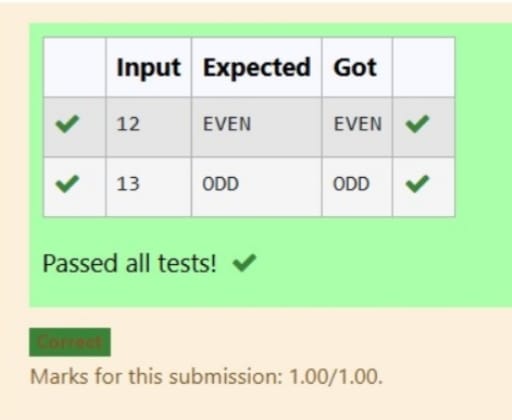 Input Expected Got
12 EVEN EVEN
13 ODD ODD
Passed all tests!
Correct
Marks for this submission: 1.00/1.00.